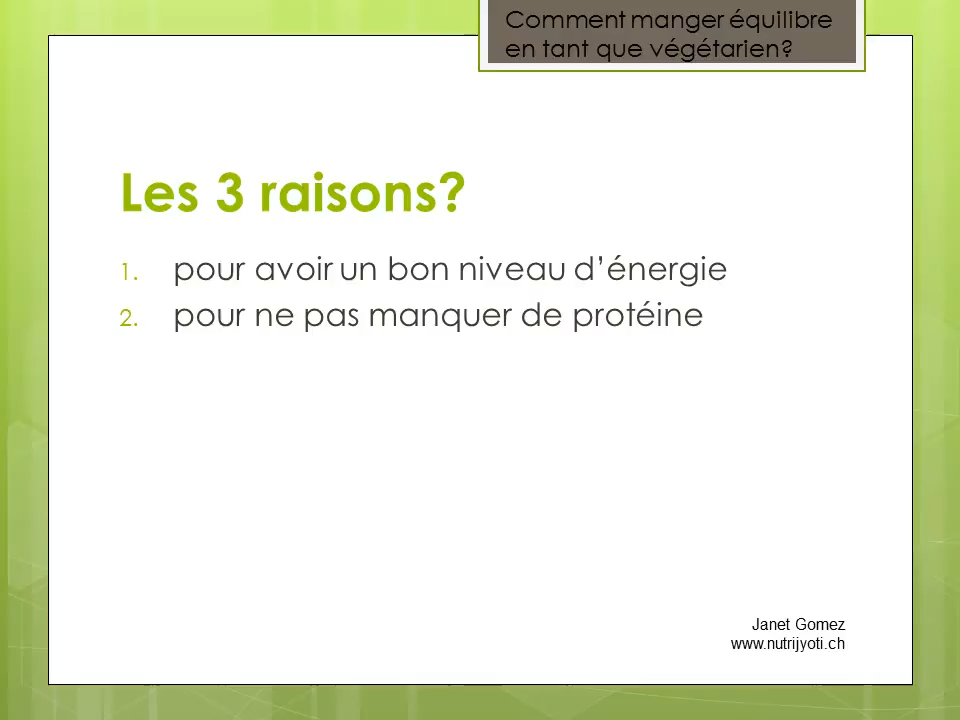 Comment manger équilibre
en tant que végétarien?
Les 3 raisons?
1. pour avoir un bon niveau d’énergie
2. pour ne pas manquer de protéine
Janet Gomez
www.nutrijyoti.ch